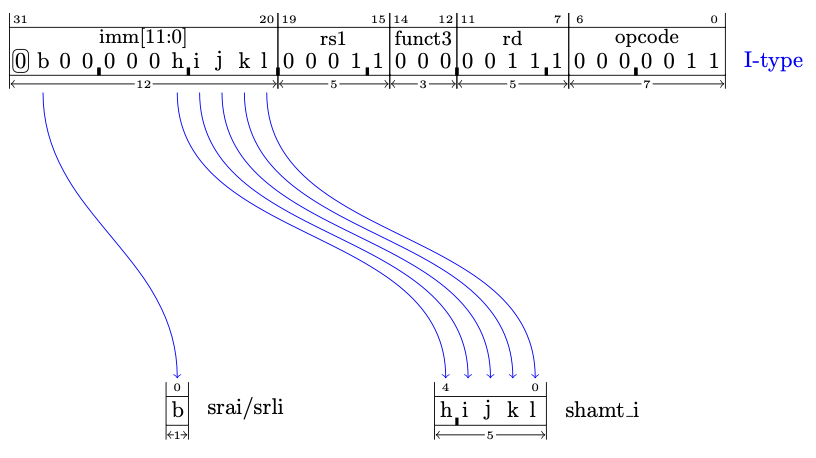 31 20 19 15 14 12 11 7 6 0
imm[11:0] rs1 funct3 rd opcode
0 b 0 0 0 0 0 h i j k l 0 0 0 1 1 0 0 0 0 0 1 1 1 0 0 0 0 0 1 1 I-type
12 5 3 5 7
0 4 0
b srai/srli h i j k l shamt_i
1 5